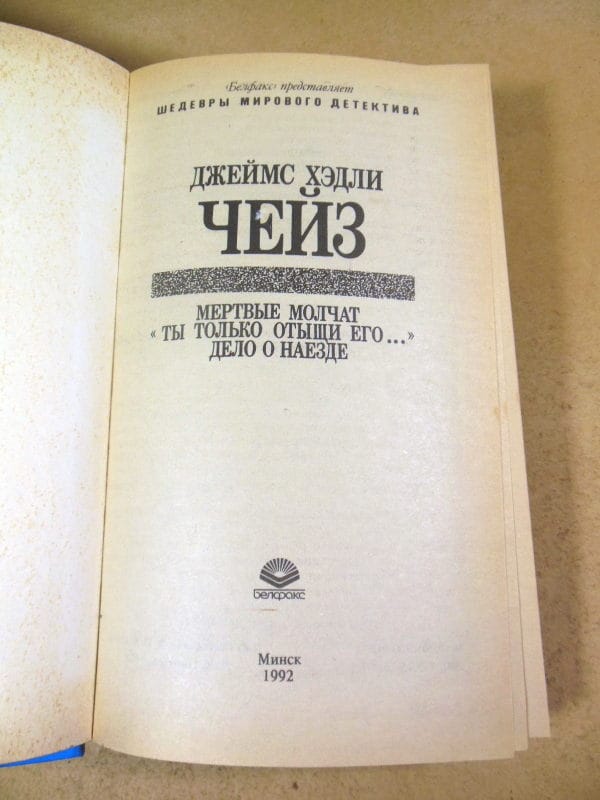 ‹Белфакс› представляет
ШЕДЕВРЫ МИРОВОГО ДЕТЕКТИВА
ДЖЕЙМС ХЭДЛИ
ЧЕЙЗ
МЕРТВЫЕ МОЛЧАТ
«ТЫ ТОЛЬКО ОТЫЩИ ЕГО...»
ДЕЛО О НАЕЗДЕ
Белфакс
Минск
1992